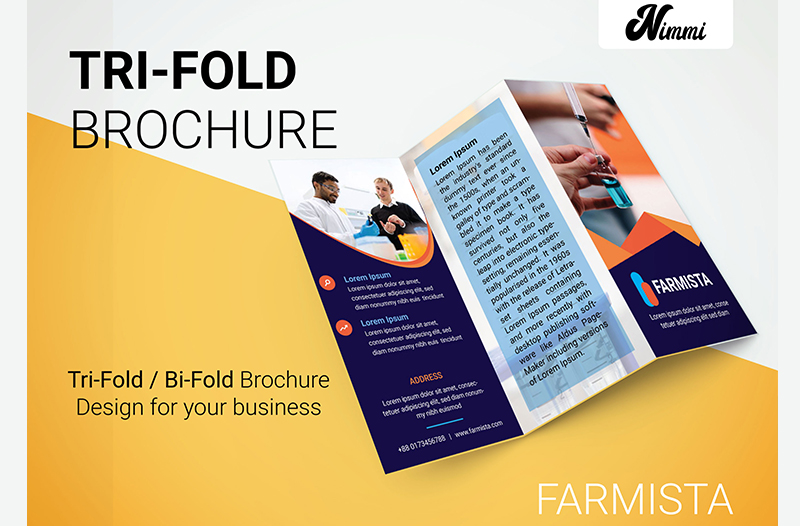 Nimmi
TRI-FOLD
BROCHURE
Lorem Ipsum
Lorem ipsum dolor sit amet,
consectetuer adipiscing elit, sed
diam nonummy nibh euis tincidunt
Lorem Ipsum
Lorem ipsum dolor sit amet,
consectetuer adipiscing elit, sed
diam nonummy nibh euis tincidunt
ADDRESS
Lorem ipsum dolor sit amet, consec-
tetuer adipiscing elit, sed diam nonum-
my nibh euismod
+88 0173456788 | www.farmista.com
Lorem Ipsum
Lorem Ipsum has been
the industry's standard
dummy text ever since
the 1500s, when an un-
known printer took a
galley of type and scram-
bled it to make a type
specimen book. It has
survived not only five
centuries, but also the
leap into electronic type-
setting, remaining essen-
tially unchanged. It was
popularised in the 1960s
with the release of Letra-
set sheets containing
Lorem Ipsum passages,
and more recently with
desktop publishing soft-
ware like Aldus Page-
Maker including versions
of Lorem Ipsum.
FARMISTA
Lorem ipsum dolor sit amet, conse
tetuer adipiscing elit, sed diam
Tri-Fold / Bi-Fold Brochure
Design for your business
FARMISTA